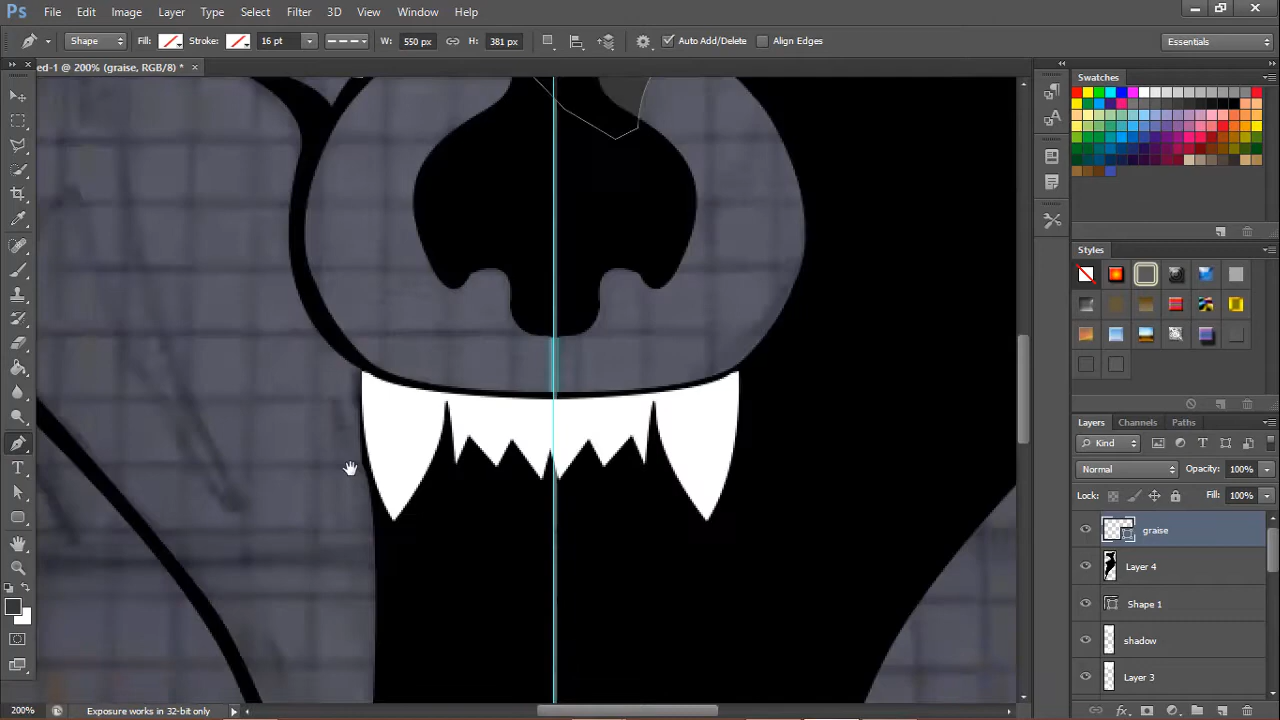 Ps File Edit Image Layer Type Select Filter 3D View Window Help
Shape Fill: Stroke: 16 pt W: 550 px H: 381 px Auto Add/Delete Align Edges Essentials
ed-1 @ 200% (graise, RGB/8) *
Swatches
Styles
Layers Channels Paths
Kind
Normal Opacity: 100%
Lock: Fill: 100%
graise
Layer 4
Shape 1
shadow
Layer 3
200% Exposure works in 32-bit only